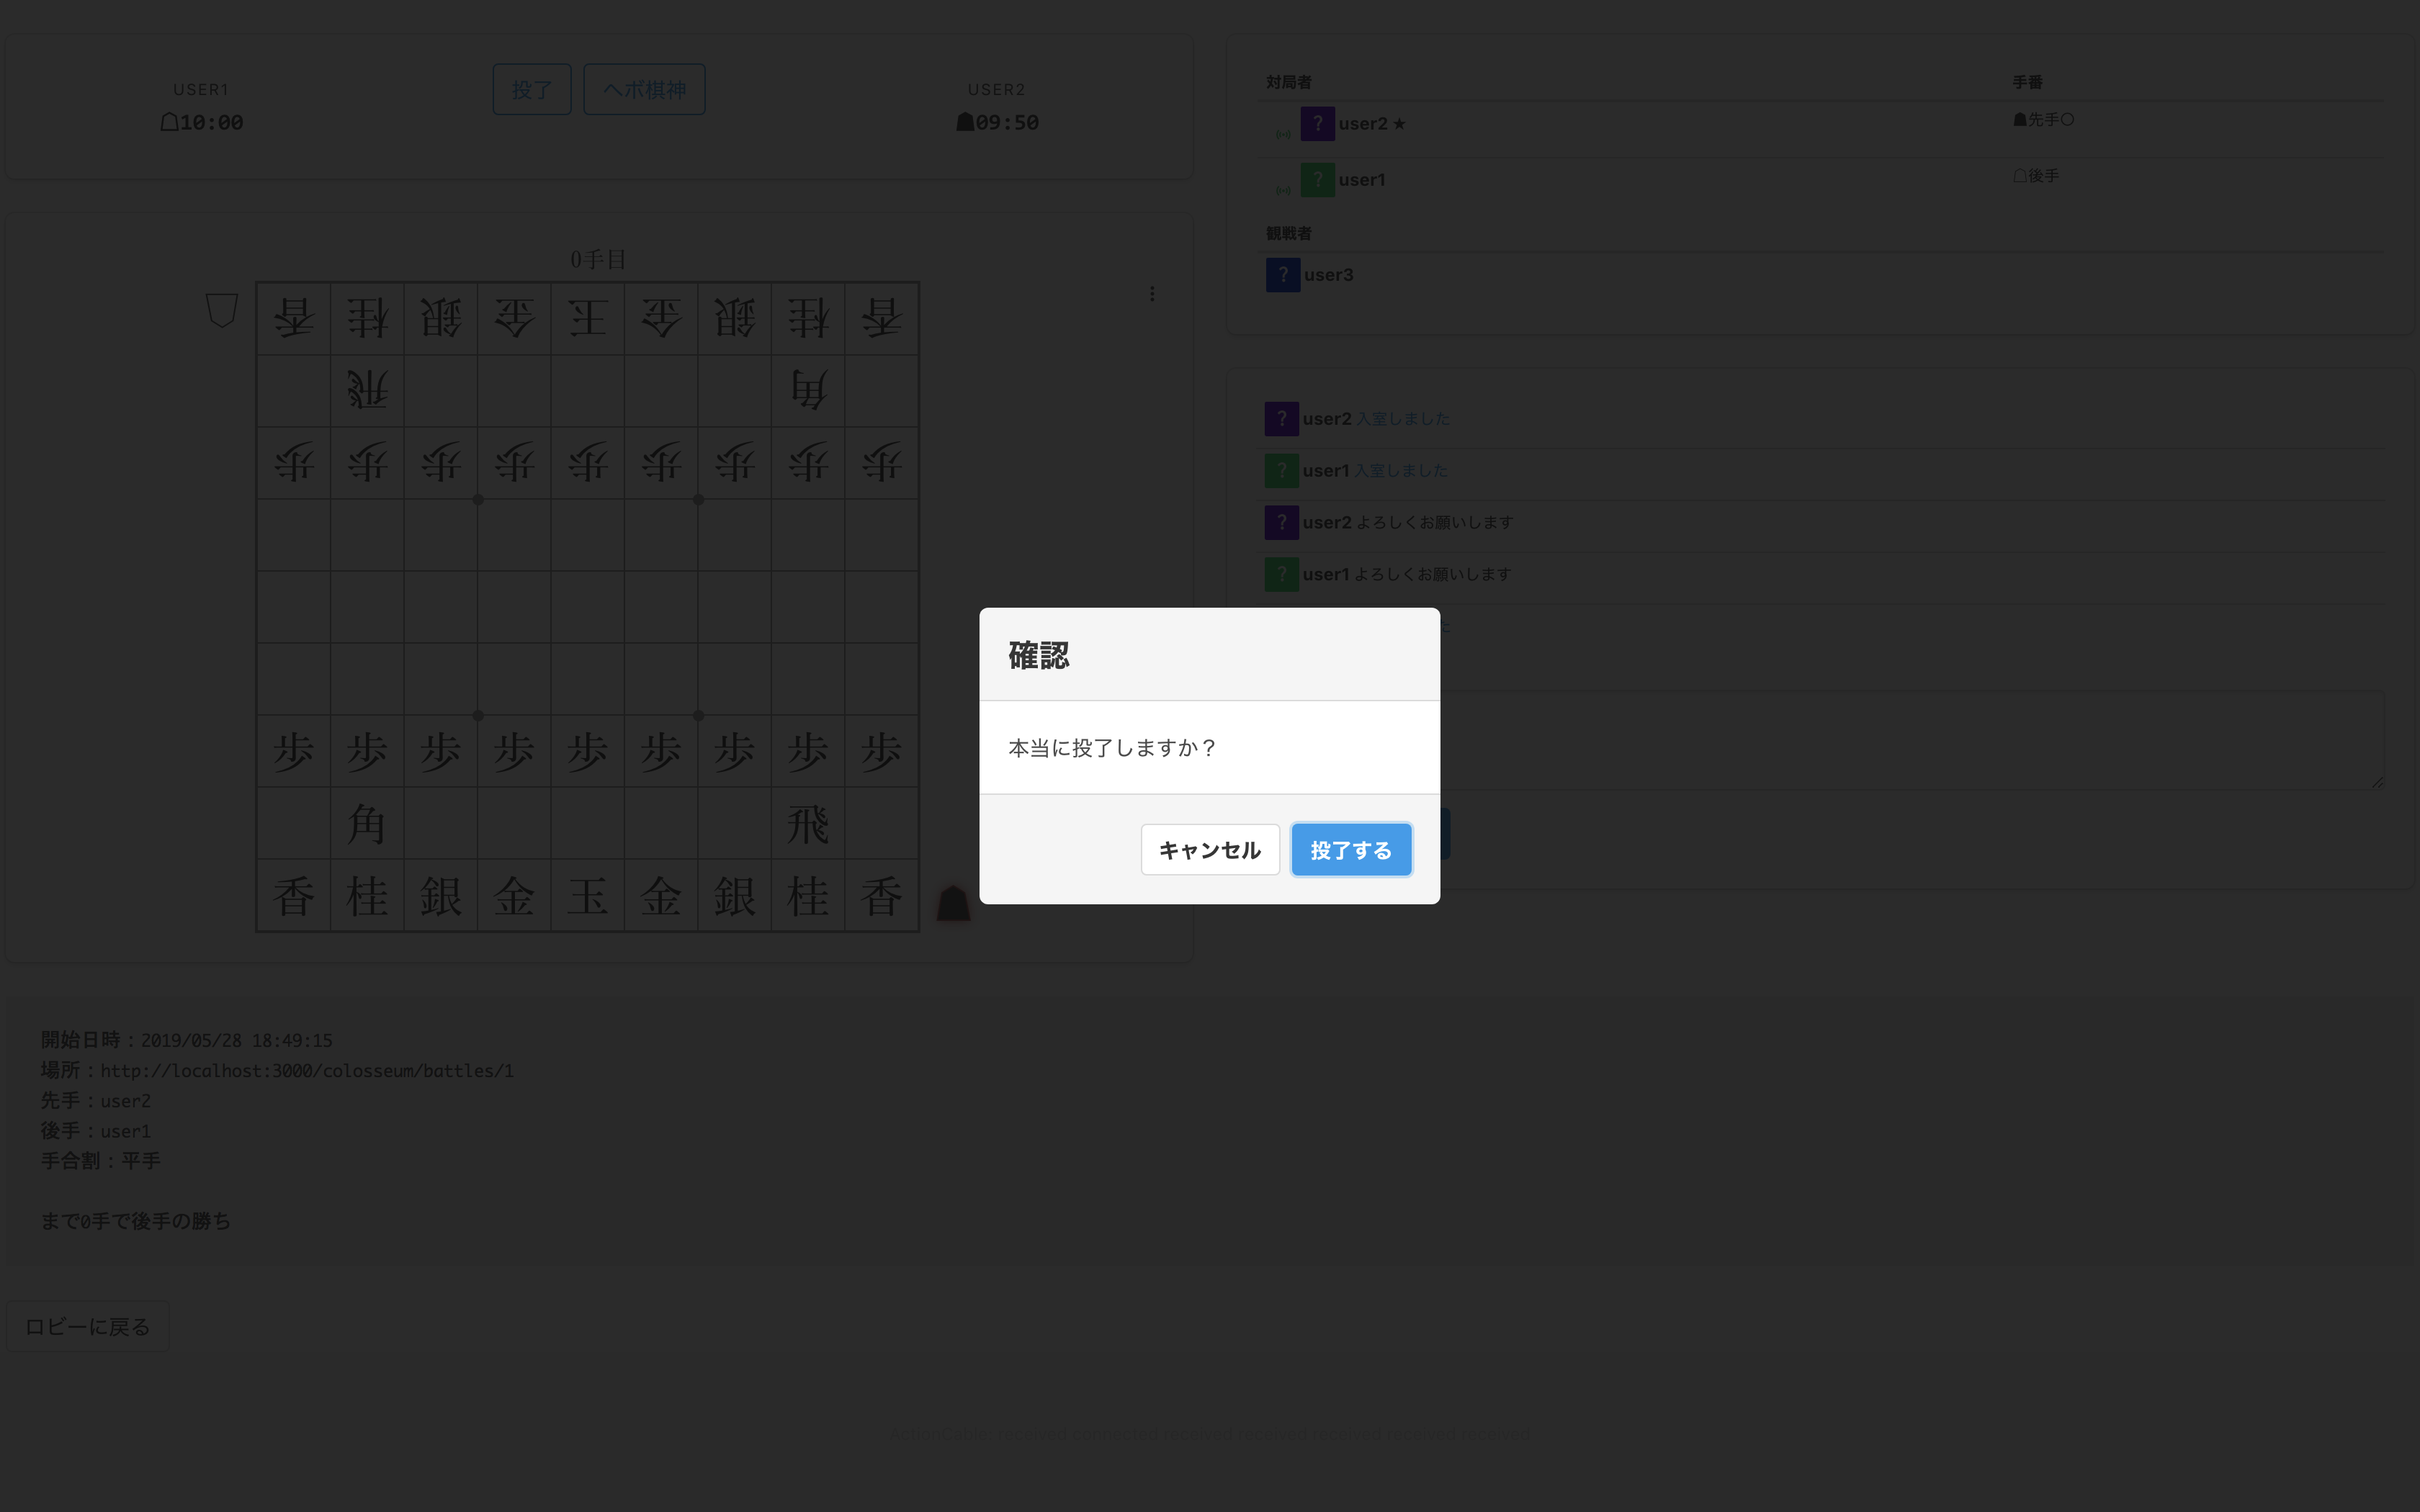 USER1
10:00
投了
ヘボ棋神
USER2
09:50
0手目
香桂銀金玉金銀桂香
飛角
歩歩歩歩歩歩歩歩歩
歩歩歩歩歩歩歩歩歩
角飛
香桂銀金玉金銀桂香
対局者 手番
? user2 ★ 先手〇
? user1 後手
観戦者
? user3
? user2 入室しました
? user1 入室しました
? user2 よろしくお願いします
? user1 よろしくお願いします
た
確認
本当に投了しますか？
キャンセル
投了する
開始日時：2019/05/28 18:49:15
場所：http://localhost:3000/colosseum/battles/1
先手：user2
後手：user1
手合割：平手
まで0手で後手の勝ち
ロビーに戻る